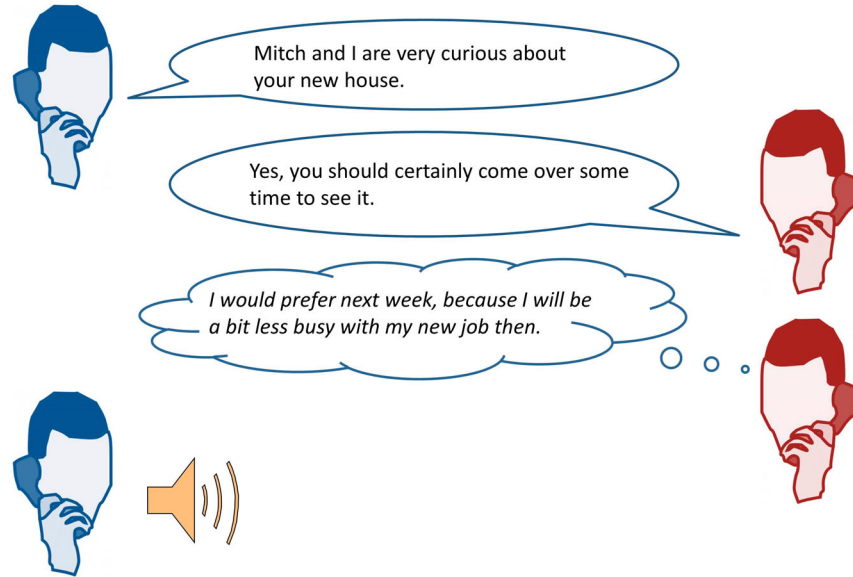 Mitch and I are very curious about
your new house.
Yes, you should certainly come over some
time to see it.
I would prefer next week, because I will be
a bit less busy with my new job then.